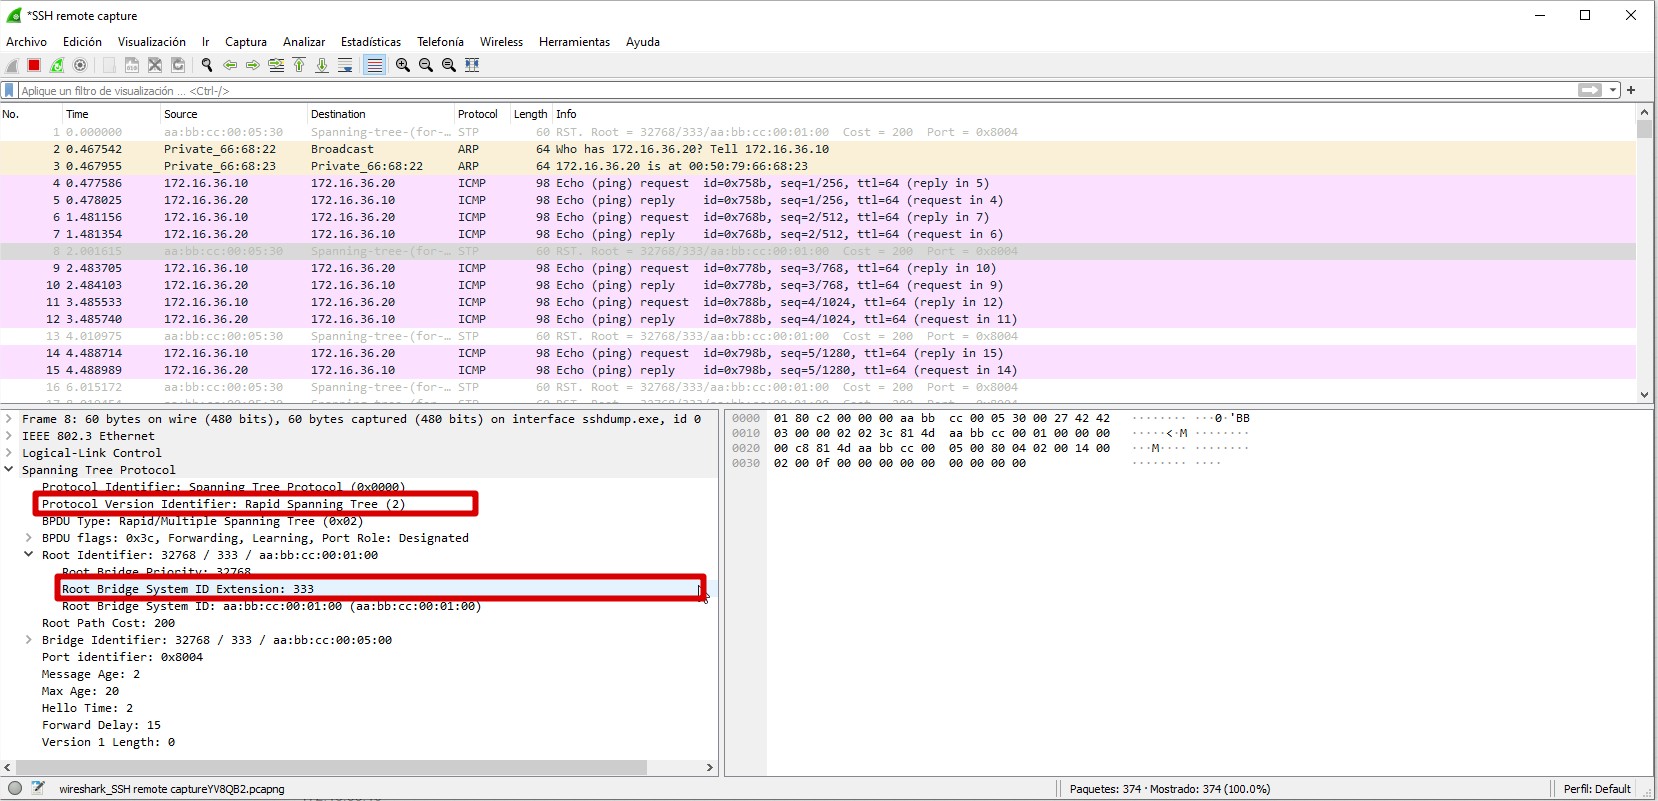 *SSH remote capture
Archivo Edición Visualización Ir Captura Analizar Estadísticas Telefonía Wireless Herramientas Ayuda
Aplique un filtro de visualización ... <Ctrl-/>
No. Time Source Destination Protocol Length Info
1 0.000000 aa:bb:cc:00:05:30 Spanning-tree-(for-… STP 60 RST. Root = 32768/333/aa:bb:cc:00:01:00 Cost = 200 Port = 0x8004
2 0.467542 Private_66:68:22 Broadcast ARP 64 Who has 172.16.36.20? Tell 172.16.36.10
3 0.467955 Private_66:68:23 Private_66:68:22 ARP 64 172.16.36.20 is at 00:50:79:66:68:23
4 0.477586 172.16.36.10 172.16.36.20 ICMP 98 Echo (ping) request id=0x758b, seq=1/256, ttl=64 (reply in 5)
5 0.478025 172.16.36.20 172.16.36.10 ICMP 98 Echo (ping) reply id=0x758b, seq=1/256, ttl=64 (request in 4)
6 1.481156 172.16.36.10 172.16.36.20 ICMP 98 Echo (ping) request id=0x768b, seq=2/512, ttl=64 (reply in 7)
7 1.481354 172.16.36.20 172.16.36.10 ICMP 98 Echo (ping) reply id=0x768b, seq=2/512, ttl=64 (request in 6)
8 2.001615 aa:bb:cc:00:05:30 Spanning-tree-(for-… STP 60 RST. Root = 32768/333/aa:bb:cc:00:01:00 Cost = 200 Port = 0x8004
9 2.483705 172.16.36.10 172.16.36.20 ICMP 98 Echo (ping) request id=0x778b, seq=3/768, ttl=64 (reply in 10)
10 2.484103 172.16.36.20 172.16.36.10 ICMP 98 Echo (ping) reply id=0x778b, seq=3/768, ttl=64 (request in 9)
11 3.485533 172.16.36.10 172.16.36.20 ICMP 98 Echo (ping) request id=0x788b, seq=4/1024, ttl=64 (reply in 12)
12 3.485740 172.16.36.20 172.16.36.10 ICMP 98 Echo (ping) reply id=0x788b, seq=4/1024, ttl=64 (request in 11)
13 4.010975 aa:bb:cc:00:05:30 Spanning-tree-(for-… STP 60 RST. Root = 32768/333/aa:bb:cc:00:01:00 Cost = 200 Port = 0x8004
14 4.488714 172.16.36.10 172.16.36.20 ICMP 98 Echo (ping) request id=0x798b, seq=5/1280, ttl=64 (reply in 15)
15 4.488989 172.16.36.20 172.16.36.10 ICMP 98 Echo (ping) reply id=0x798b, seq=5/1280, ttl=64 (request in 14)
16 6.015172 aa:bb:cc:00:05:30 Spanning-tree-(for-… STP 60 RST. Root = 32768/333/aa:bb:cc:00:01:00 Cost = 200 Port = 0x8004
Frame 8: 60 bytes on wire (480 bits), 60 bytes captured (480 bits) on interface sshdump.exe, id 0
IEEE 802.3 Ethernet
Logical-Link Control
Spanning Tree Protocol
Protocol Identifier: Spanning Tree Protocol (0x0000)
Protocol Version Identifier: Rapid Spanning Tree (2)
BPDU Type: Rapid/Multiple Spanning Tree (0x02)
BPDU flags: 0x3c, Forwarding, Learning, Port Role: Designated
Root Identifier: 32768 / 333 / aa:bb:cc:00:01:00
Root Bridge Priority: 32768
Root Bridge System ID Extension: 333
Root Bridge System ID: aa:bb:cc:00:01:00 (aa:bb:cc:00:01:00)
Root Path Cost: 200
Bridge Identifier: 32768 / 333 / aa:bb:cc:00:05:00
Port identifier: 0x8004
Message Age: 2
Max Age: 20
Hello Time: 2
Forward Delay: 15
Version 1 Length: 0
0000 01 80 c2 00 00 00 aa bb cc 00 05 30 00 27 42 42 ········ ···0·'BB
0010 03 00 00 02 02 3c 81 4d aa bb cc 00 01 00 00 00 ·····<·M ········
0020 00 c8 81 4d aa bb cc 00 05 00 80 04 02 00 14 00 ···M···· ········
0030 02 00 0f 00 00 00 00 00 00 00 00 00 ········ ····
wireshark_SSH remote captureYV8QB2.pcapng Paquetes: 374 · Mostrado: 374 (100.0%) Perfil: Default